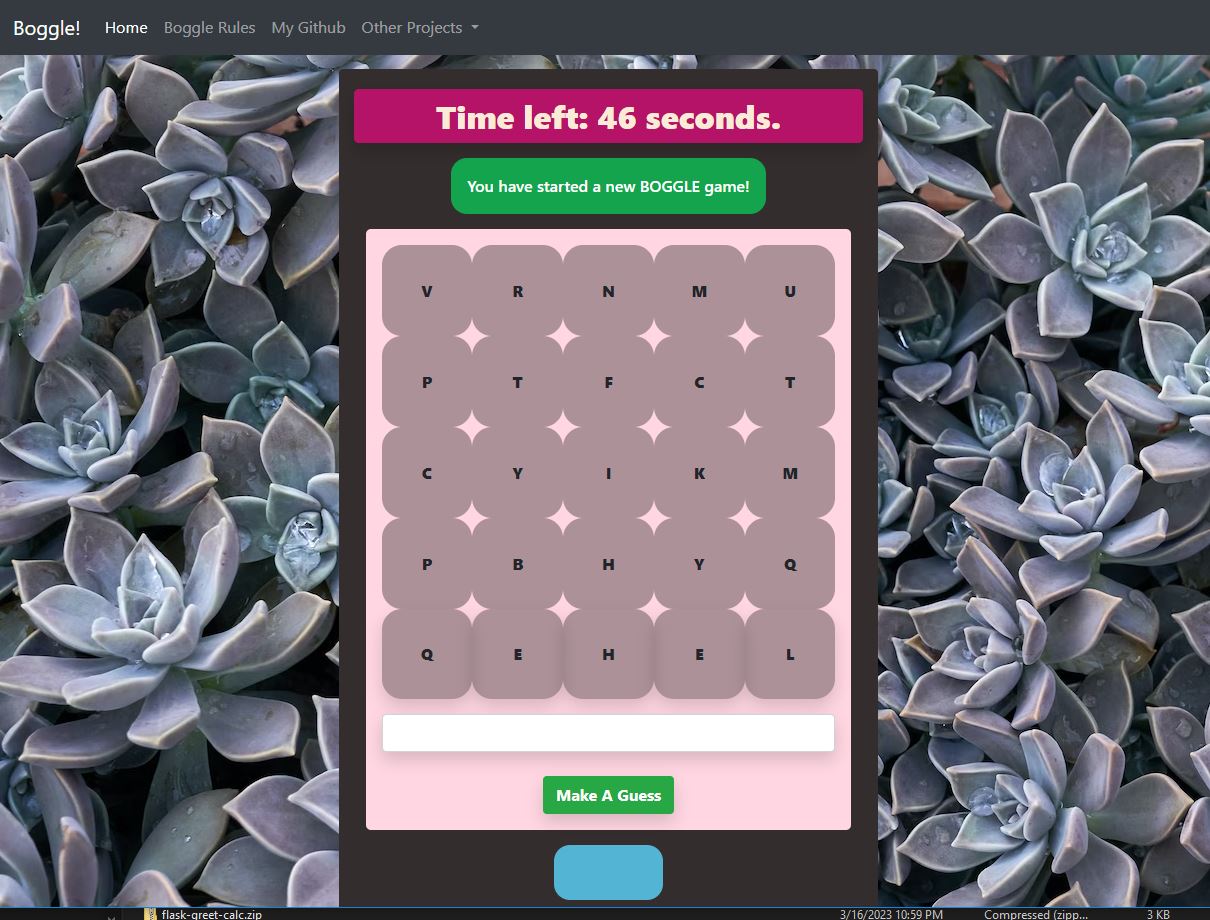 Boggle! Home Boggle Rules My Github Other Projects
Time left: 46 seconds.
You have started a new BOGGLE game!
V R N M U
P T F C T
C Y I K M
P B H Y Q
Q E H E L
Make A Guess
flask-greet-calc.zip 3/16/2023 10:59 PM Compressed (zipp... 3 KB